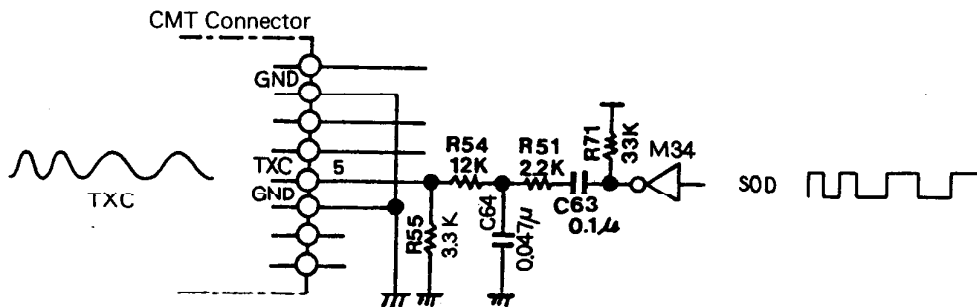 CMT Connector
GND
TXC 5
GND
TXC
R54
12K
R51
2.2K
R71
33K
M34
SOD
C63
0.1μ
C64
0.047μ
R55
3.3K